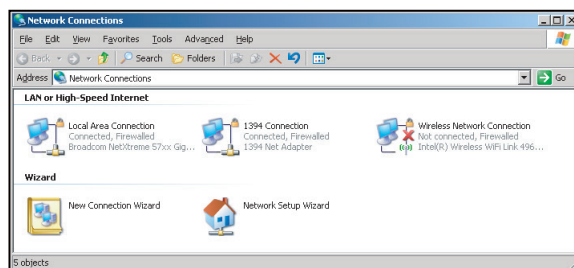 Network Connections
File Edit View Favorites Tools Advanced Help
Back Search Folders
Address Network Connections Go
LAN or High-Speed Internet
Local Area Connection
Connected, Firewalled
Broadcom NetXtreme 57xx Gig...
1394 Connection
Connected, Firewalled
1394 Net Adapter
Wireless Network Connection
Not connected, Firewalled
Intel(R) Wireless WiFi Link 496...
Wizard
New Connection Wizard
Network Setup Wizard
5 objects